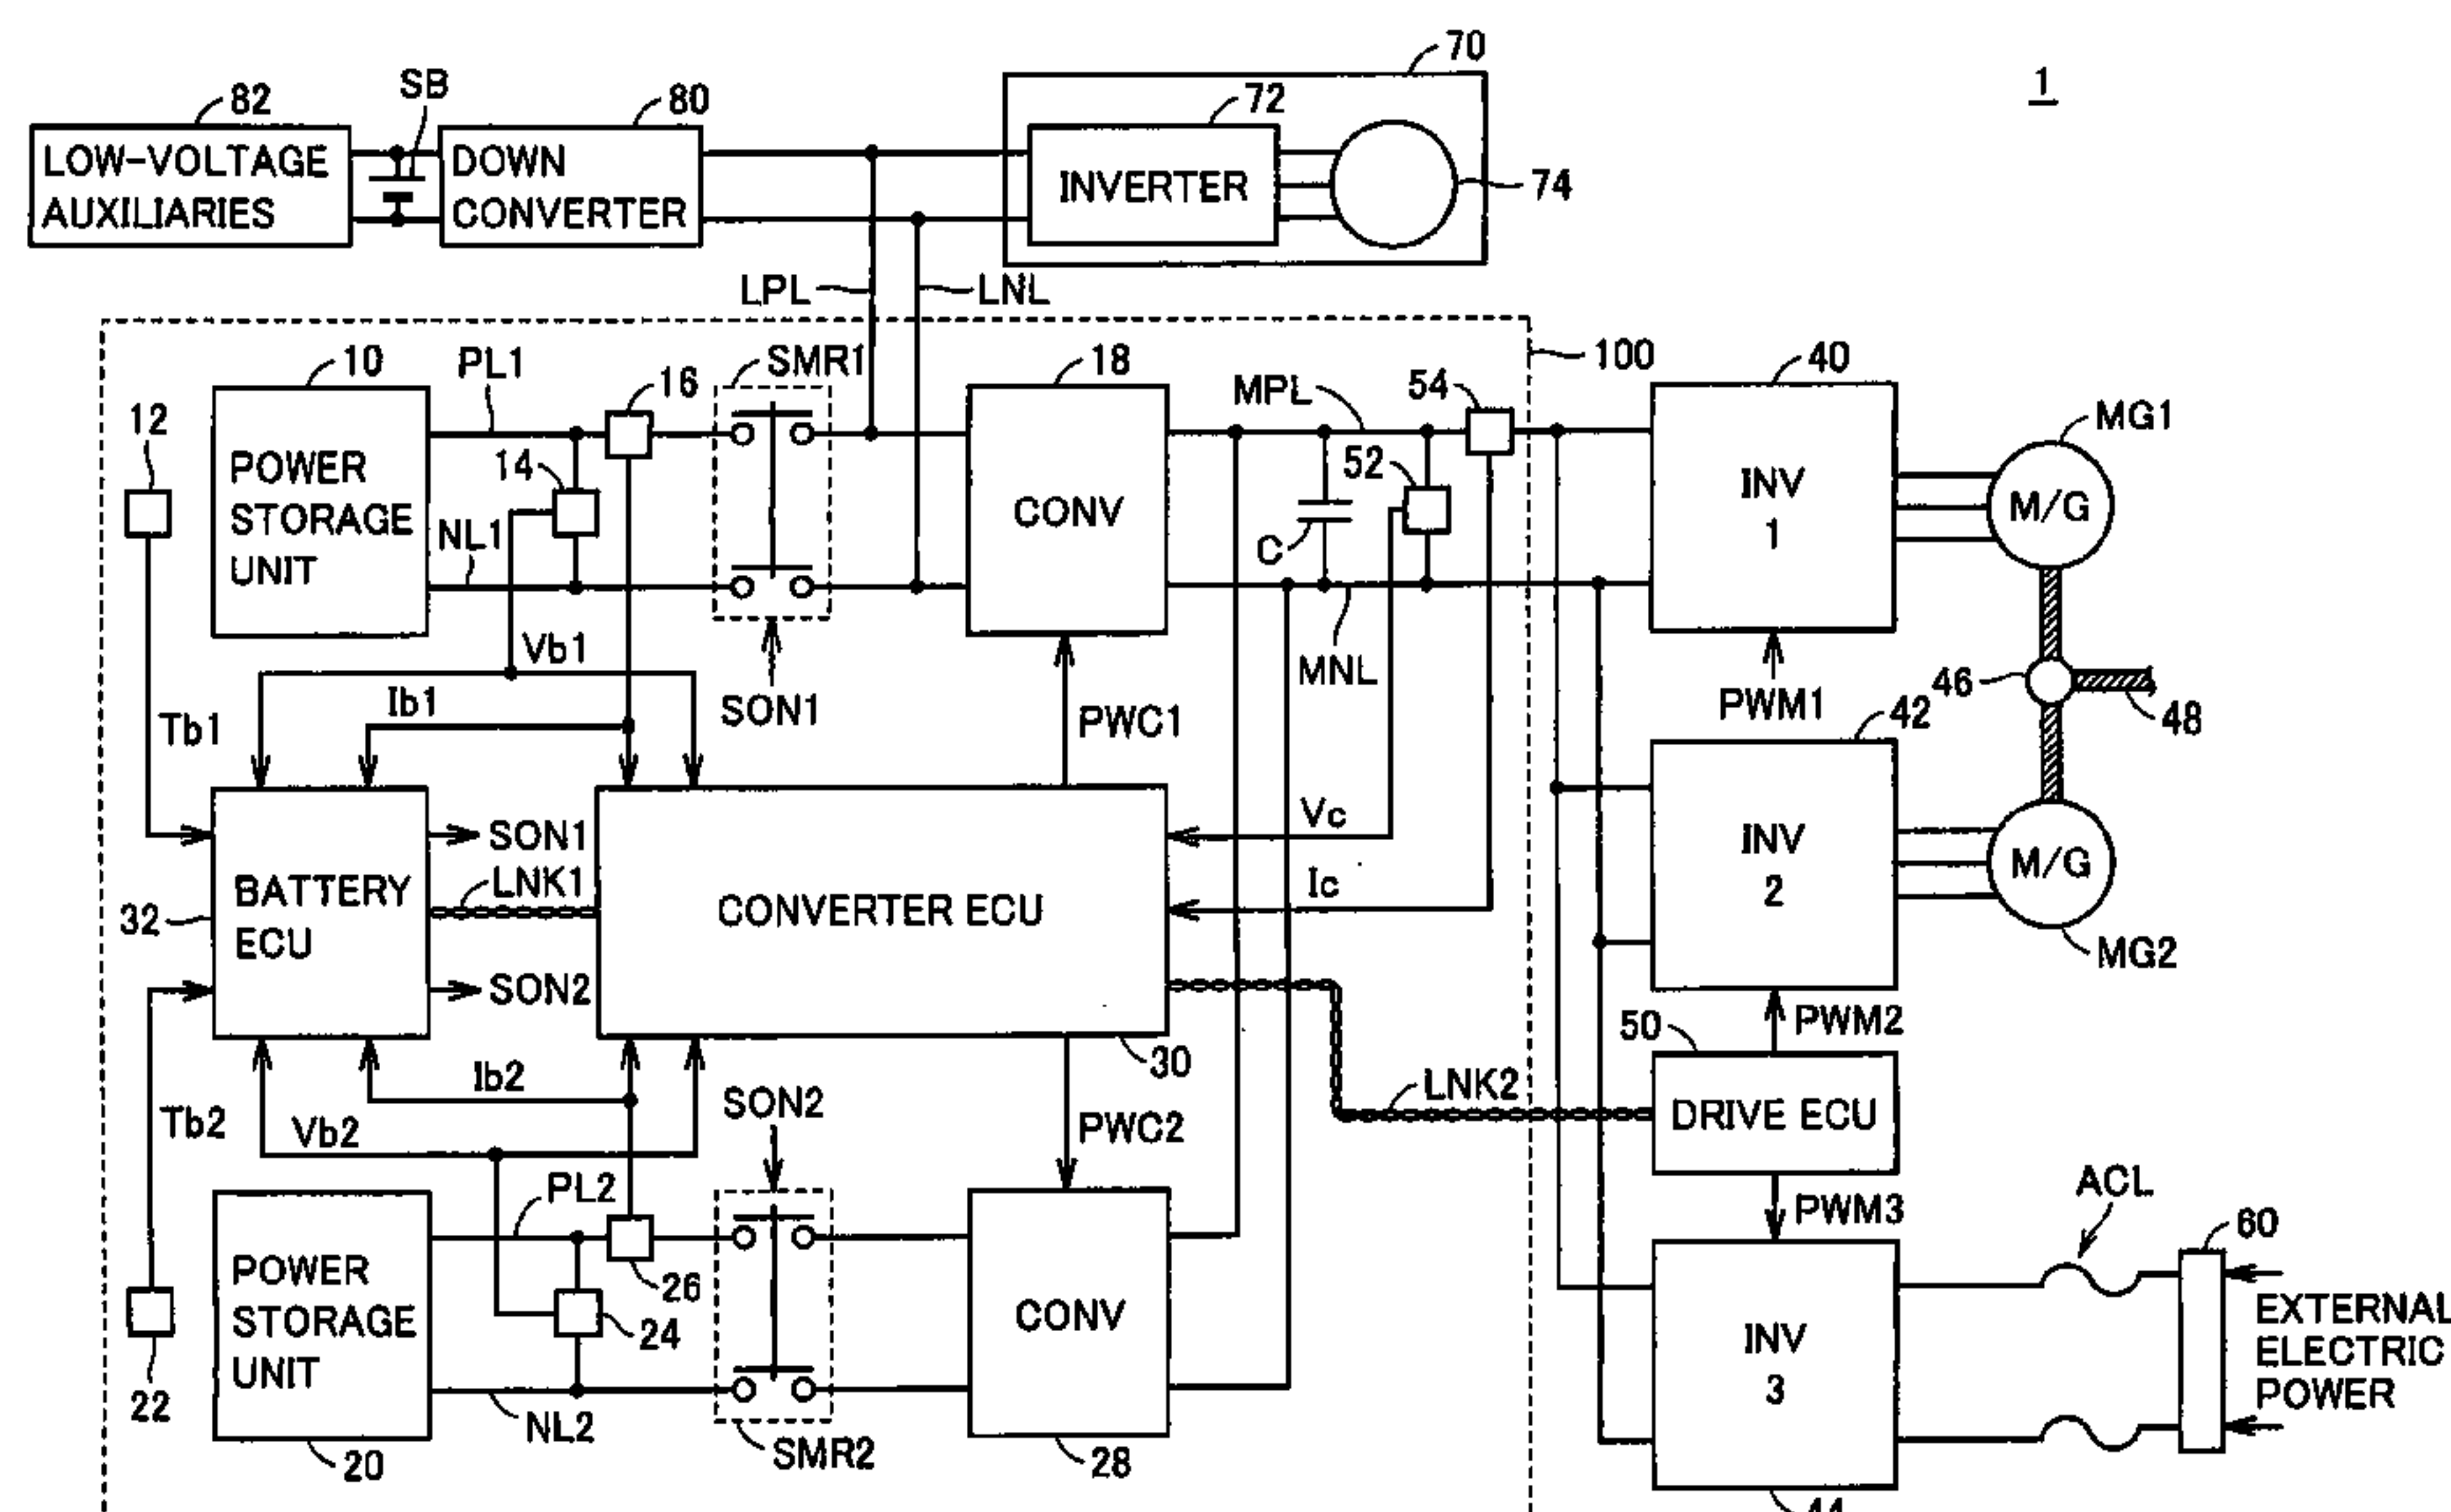 70
1
82
SB
80
72
LOW-VOLTAGE
AUXILIARIES
DOWN
CONVERTER
INVERTER
74
LPL
LNL
10
PL1
16
SMR1
18
MPL
54
100
40
12
MG1
POWER
STORAGE
UNIT
14
52
INV
1
M/G
CONV
NL1
C
Vb1
MNL
46
Ib1
SON1
PWM1
48
Tb1
PWC1
42
Vc
SON1
INV
2
M/G
LNK1
BATTERY
ECU
32
CONVERTER ECU
Ic
MG2
SON2
50
PWM2
30
Ib2
SON2
LNK2
DRIVE ECU
Tb2
Vb2
PWC2
PL2
ACL
PWM3
60
POWER
STORAGE
UNIT
26
24
CONV
INV
3
EXTERNAL
ELECTRIC
POWER
22
NL2
SMR2
20
28
44